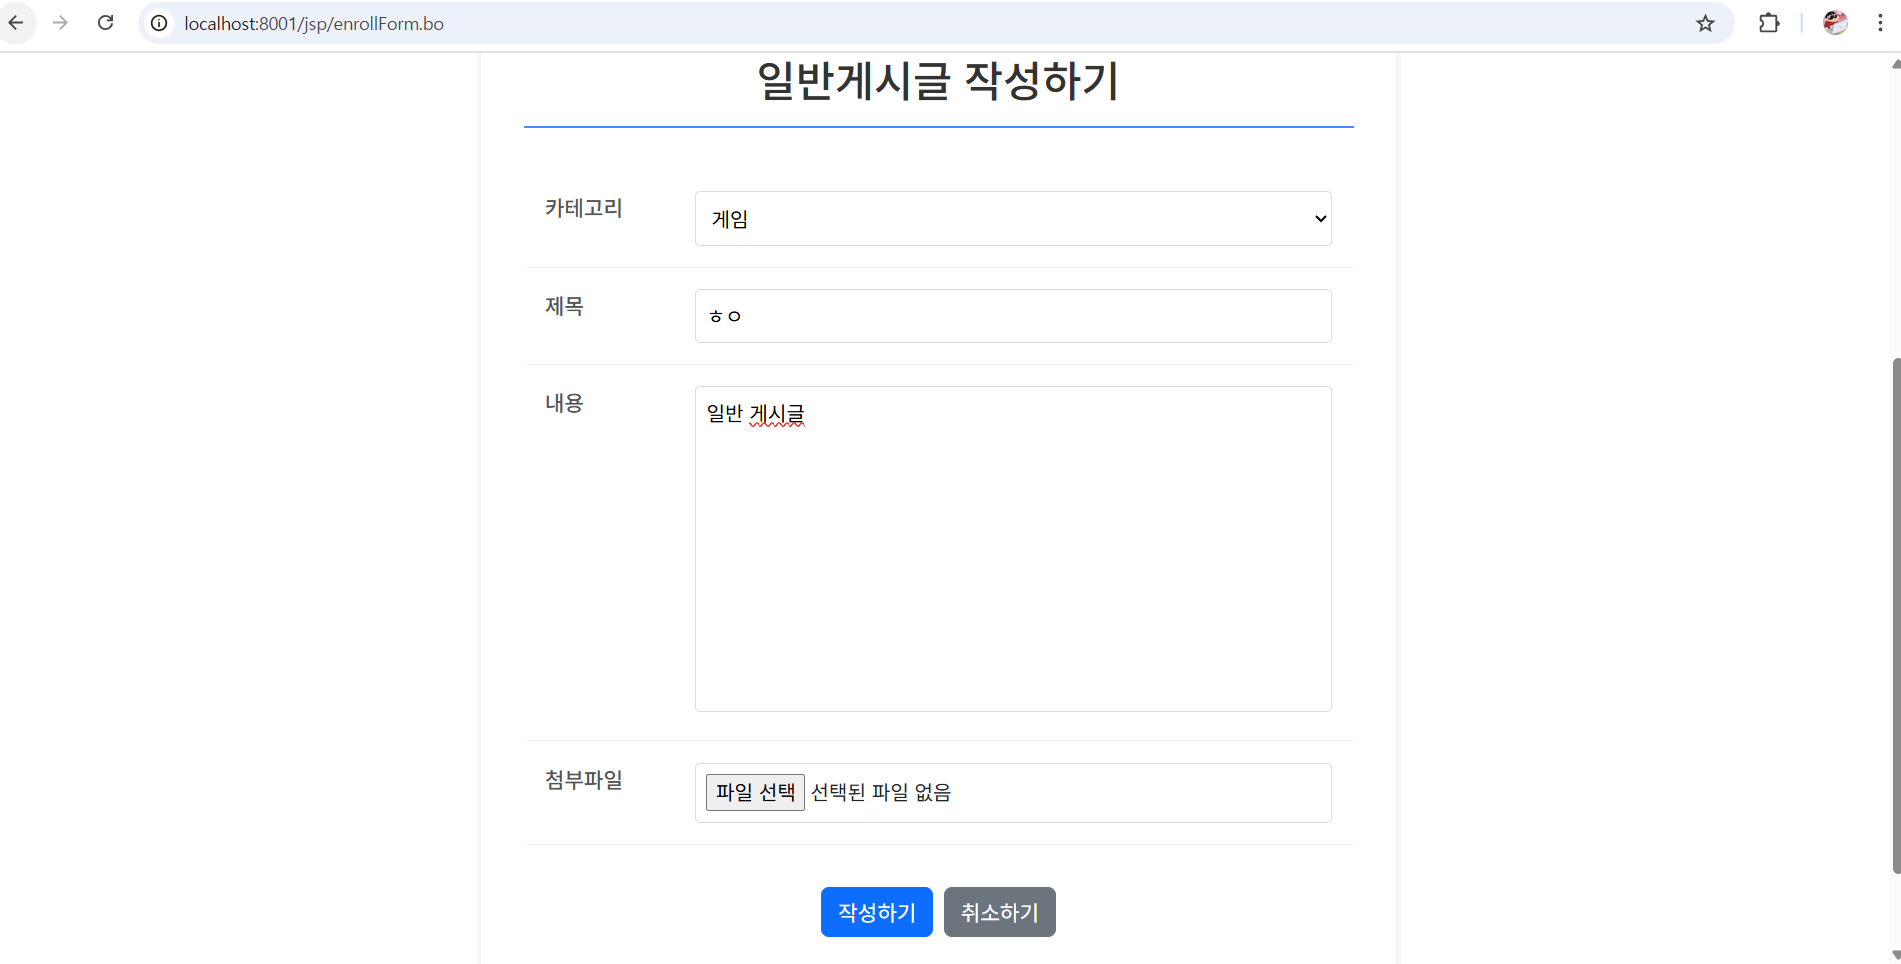 localhost:8001/jsp/enrollForm.bo
일반게시글 작성하기
카테고리
게임
제목
ㅎㅇ
내용
일반 게시글
첨부파일
파일 선택 선택된 파일 없음
작성하기 취소하기